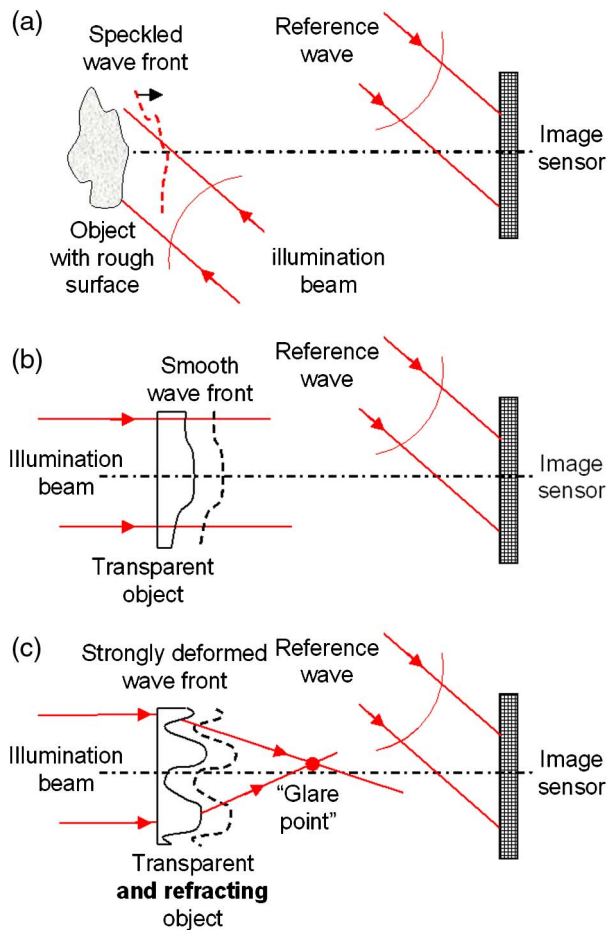 (a)
Speckled
wave front
Reference
wave
Image
sensor
Object
with rough
surface
illumination
beam
(b)
Smooth
wave front
Reference
wave
Illumination
beam
Image
sensor
Transparent
object
(c)
Strongly deformed
wave front
Reference
wave
Illumination
beam
Image
sensor
“Glare
point”
Transparent
and refracting
object